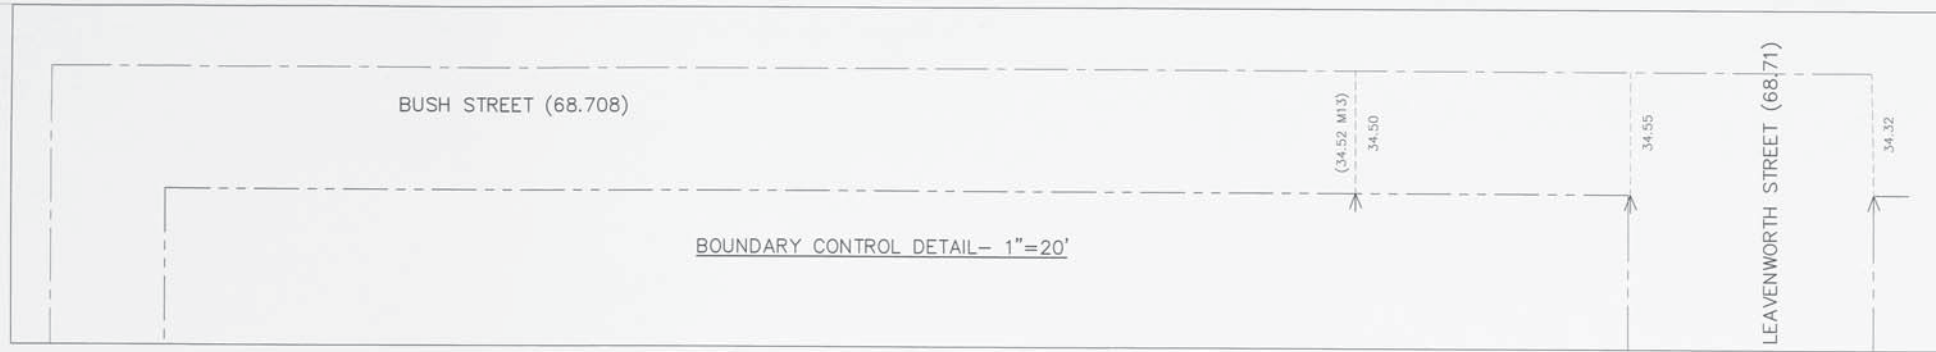 BUSH STREET (68.708)
(34.52 M13)
34.50
34.55
LEAVENWORTH STREET (68.71)
34.32
BOUNDARY CONTROL DETAIL– 1"=20'